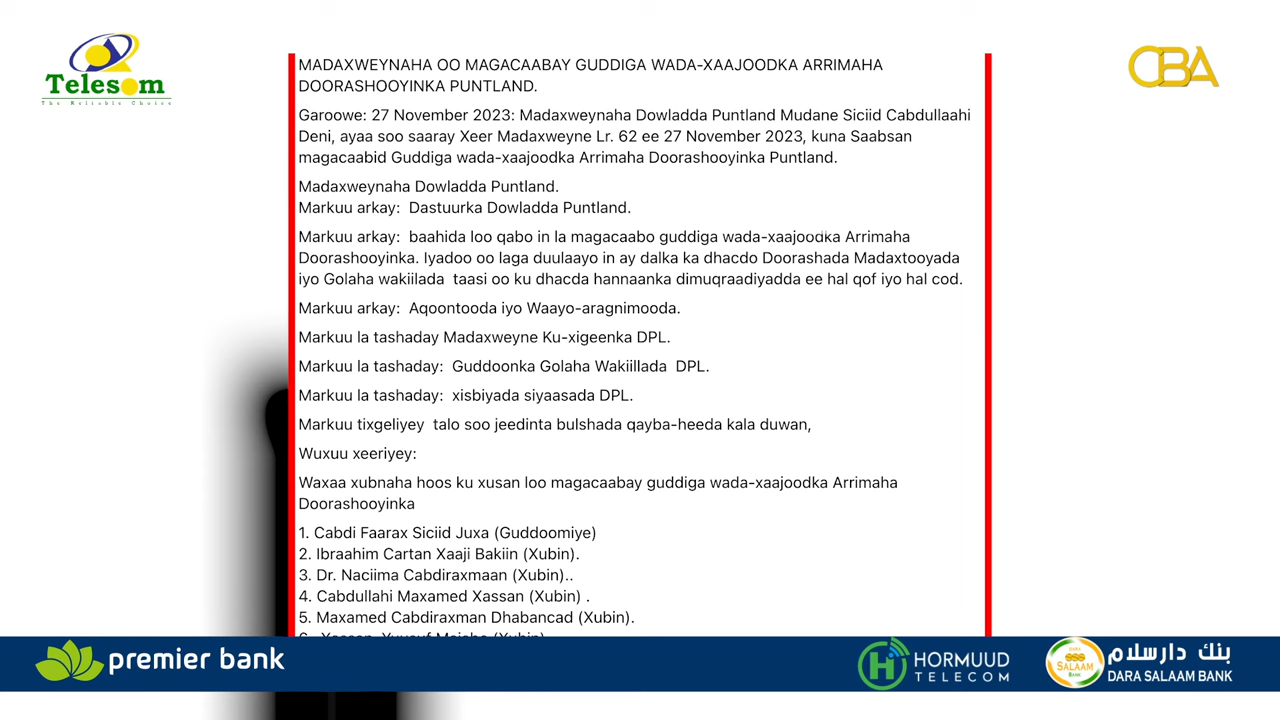 Telesom
The Reliable Choice
CBA
MADAXWEYNAHA OO MAGACAABAY GUDDIGA WADA-XAAJOODKA ARRIMAHA
DOORASHOOYINKA PUNTLAND.
Garoowe: 27 November 2023: Madaxweynaha Dowladda Puntland Mudane Siciid Cabdullaahi
Deni, ayaa soo saaray Xeer Madaxweyne Lr. 62 ee 27 November 2023, kuna Saabsan
magacaabid Guddiga wada-xaajoodka Arrimaha Doorashooyinka Puntland.
Madaxweynaha Dowladda Puntland.
Markuu arkay: Dastuurka Dowladda Puntland.
Markuu arkay: baahida loo qabo in la magacaabo guddiga wada-xaajoodka Arrimaha
Doorashooyinka. Iyadoo oo laga duulaayo in ay dalka ka dhacdo Doorashada Madaxtooyada
iyo Golaha wakiilada taasi oo ku dhacda hannaanka dimuqraadiyadda ee hal qof iyo hal cod.
Markuu arkay: Aqoontooda iyo Waayo-aragnimooda.
Markuu la tashaday Madaxweyne Ku-xigeenka DPL.
Markuu la tashaday: Guddoonka Golaha Wakiillada DPL.
Markuu la tashaday: xisbiyada siyaasada DPL.
Markuu tixgeliyey talo soo jeedinta bulshada qayba-heeda kala duwan,
Wuxuu xeeriyey:
Waxaa xubnaha hoos ku xusan loo magacaabay guddiga wada-xaajoodka Arrimaha
Doorashooyinka
1. Cabdi Faarax Siciid Juxa (Guddoomiye)
2. Ibraahim Cartan Xaaji Bakiin (Xubin).
3. Dr. Naciima Cabdiraxmaan (Xubin)..
4. Cabdullahi Maxamed Xassan (Xubin) .
5. Maxamed Cabdiraxman Dhabancad (Xubin).
premier bank
HORMUUD
TELECOM
DARA
SALAAM
BANK
بنك دارسلام
DARA SALAAM BANK